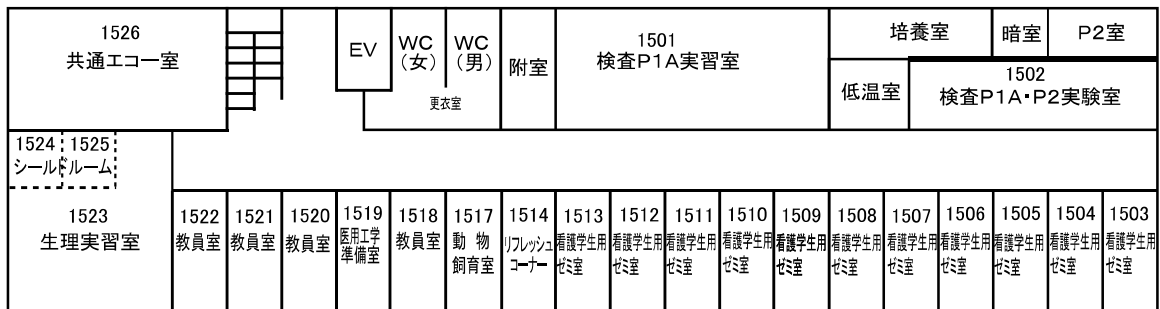 1526
共通エコー室
EV
WC
(女)
WC
(男)
更衣室
附室
1501
検査P1A実習室
培養室
暗室
P2室
低温室
1502
検査P1A・P2実験室
1524
1525
シールドルーム
1523
生理実習室
1522
教員室
1521
教員室
1520
教員室
1519
医用工学
準備室
1518
教員室
1517
動物
飼育室
1514
リフレッシュ
コーナー
1513
看護学生用
ゼミ室
1512
看護学生用
ゼミ室
1511
看護学生用
ゼミ室
1510
看護学生用
ゼミ室
1509
看護学生用
ゼミ室
1508
看護学生用
ゼミ室
1507
看護学生用
ゼミ室
1506
看護学生用
ゼミ室
1505
看護学生用
ゼミ室
1504
看護学生用
ゼミ室
1503
看護学生用
ゼミ室